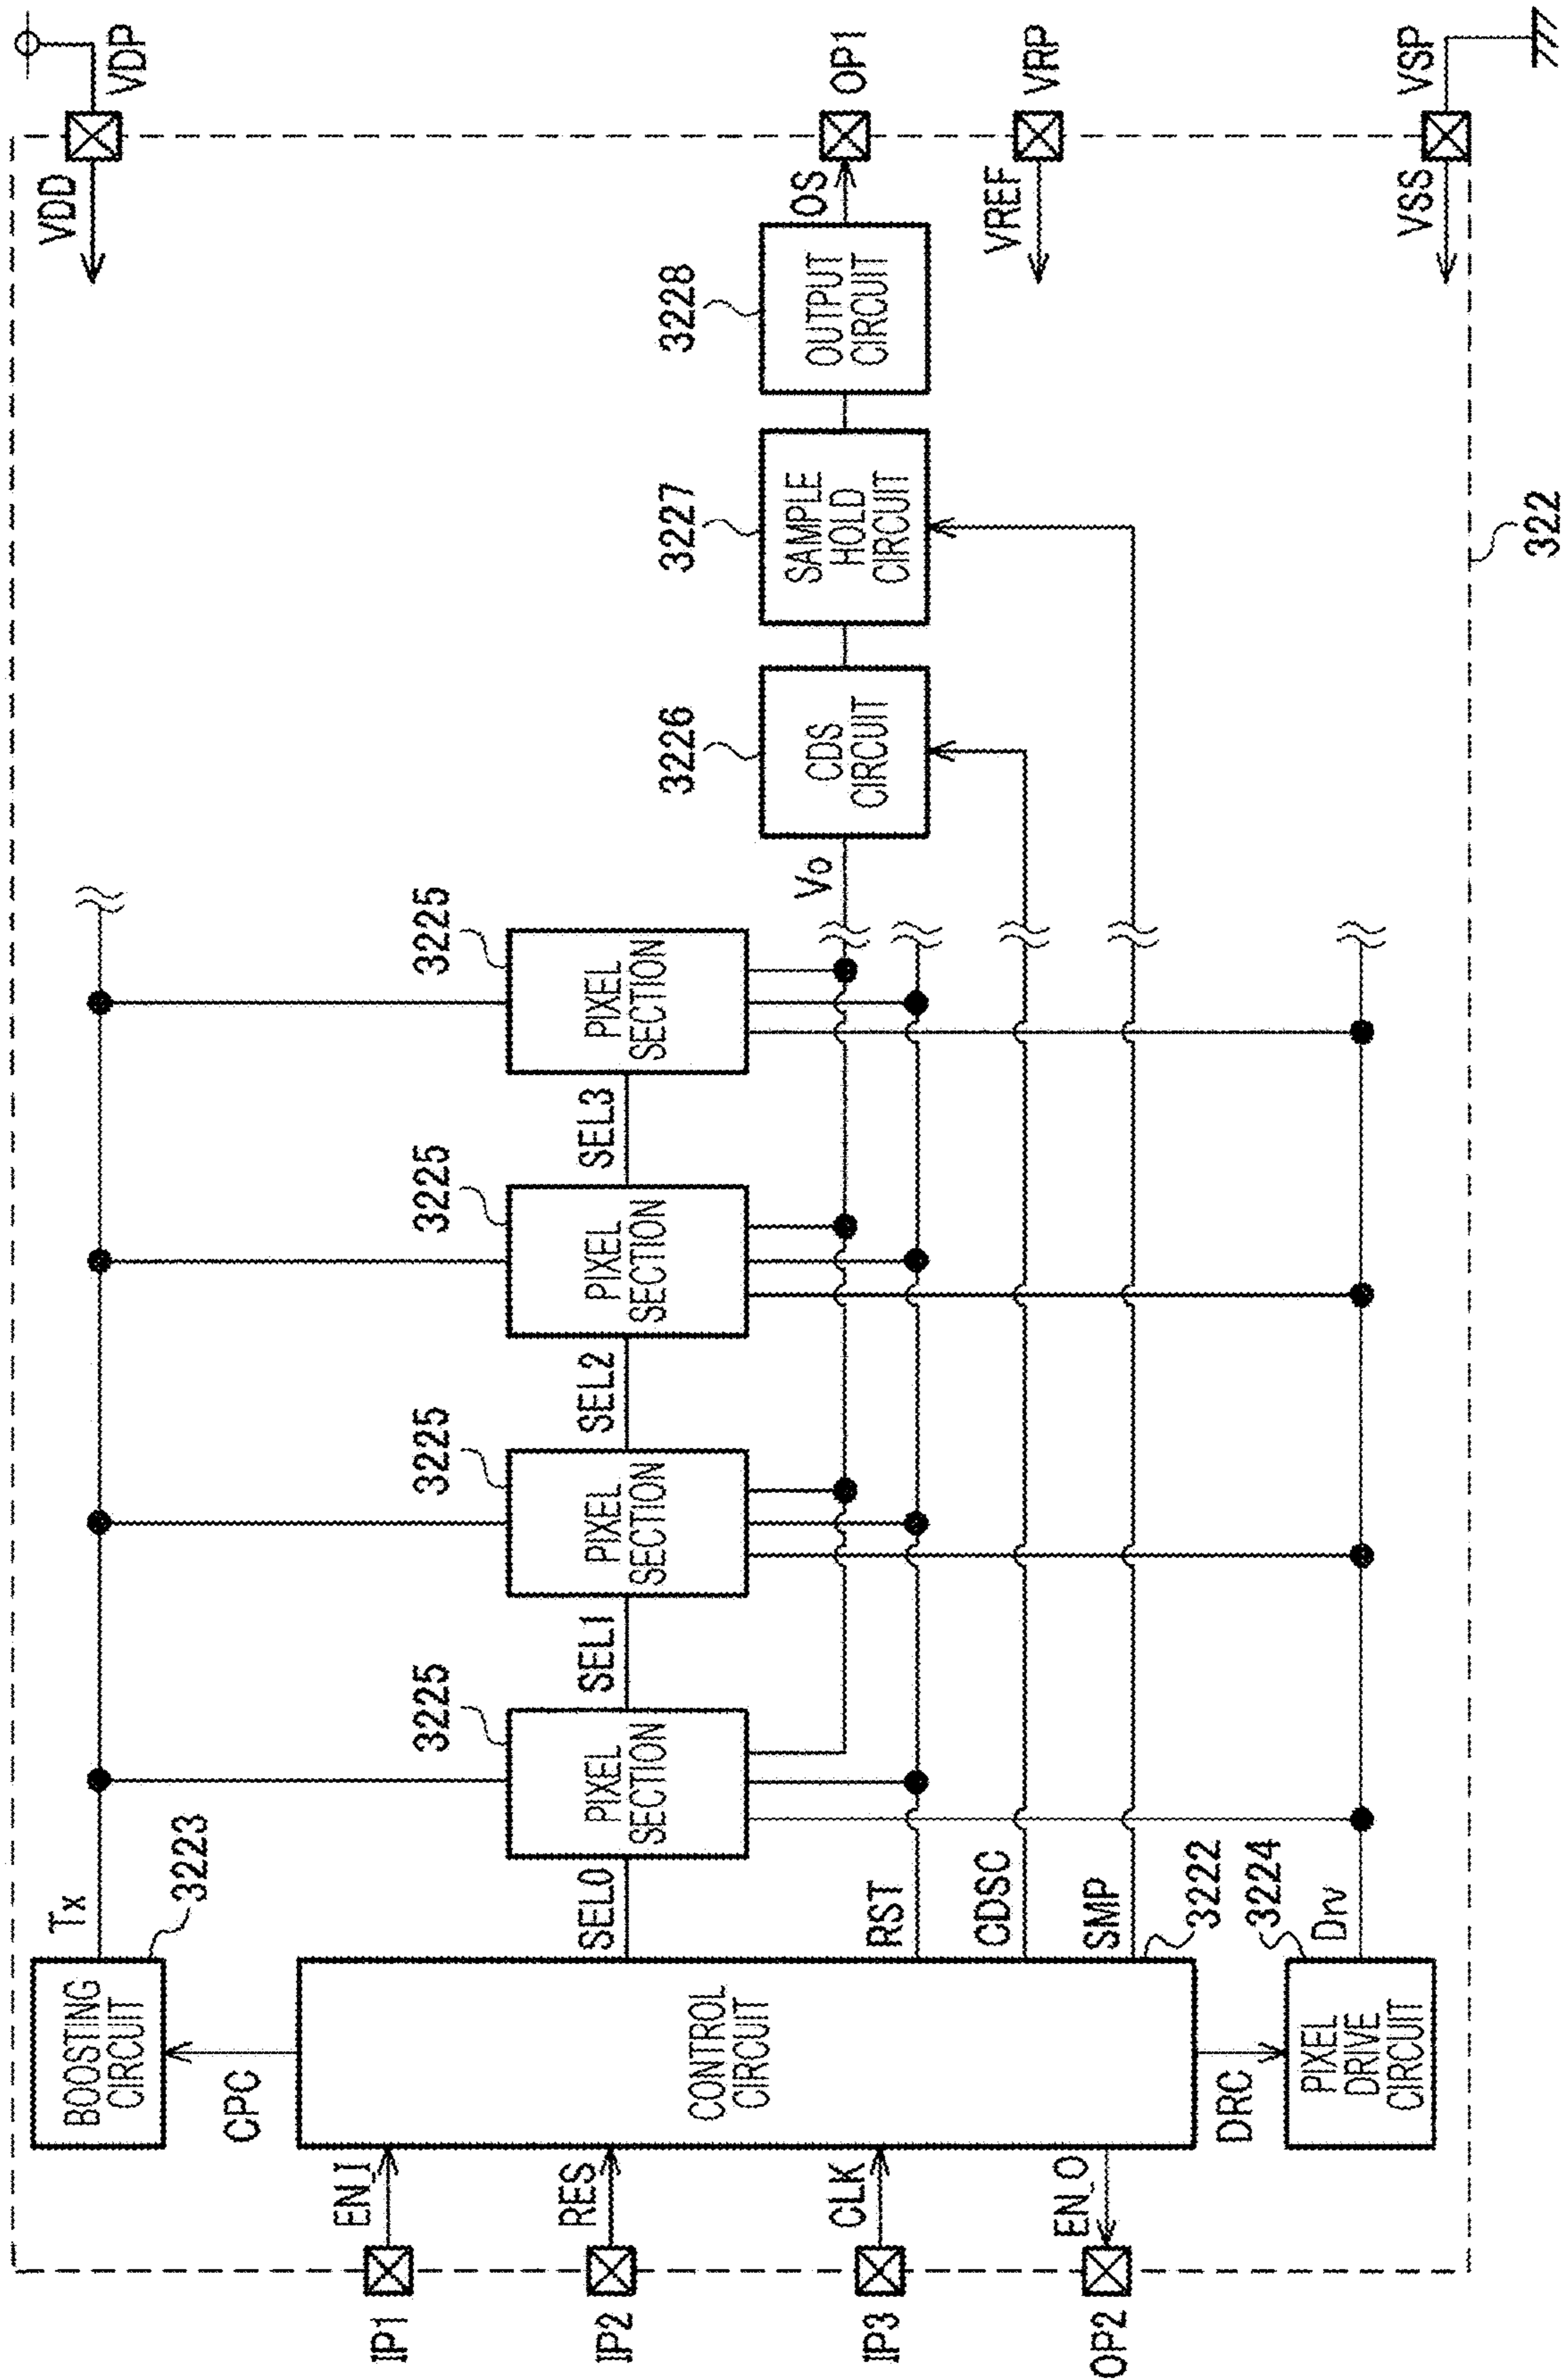 VDP
VDD
Tx
3223
BOOSTING
CIRCUIT
CPC
3225
3225
3225
3225
PIXEL
SECTION
PIXEL
SECTION
PIXEL
SECTION
PIXEL
SECTION
SEL0
SEL1
SEL2
SEL3
IP1
EN_I
IP2
RES
IP3
CLK
OP2
EN_O
CONTROL
CIRCUIT
3222
RST
CDSC
SMP
Vo
3226
CDS
CIRCUIT
3227
SAMPLE
HOLD
CIRCUIT
3228
OUTPUT
CIRCUIT
OS
OP1
VREF
VRP
DRC
3224
PIXEL
DRIVE
CIRCUIT
Drv
VSS
VSP
322